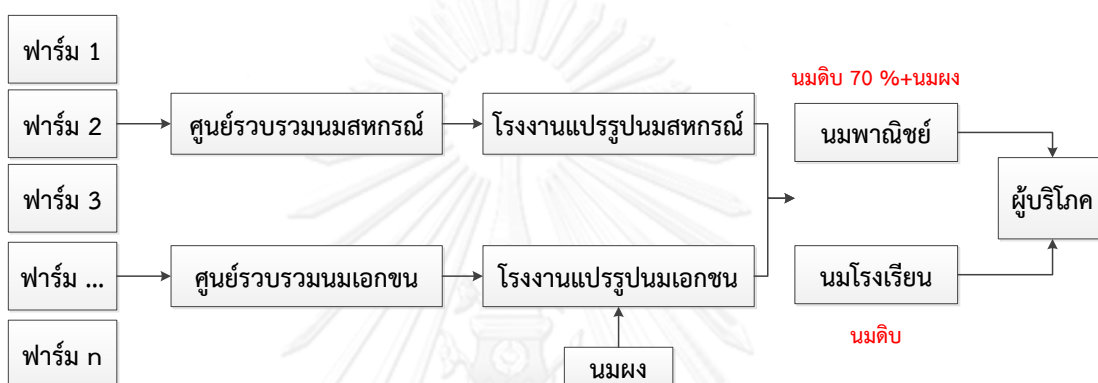 ฟาร์ม 1
ฟาร์ม 2
ฟาร์ม 3
ฟาร์ม ...
ฟาร์ม n
ศูนย์รวบรวมนมสหกรณ์
ศูนย์รวบรวมนมเอกขน
โรงงานแปรรูปนมสหกรณ์
โรงงานแปรรูปนมเอกชน
นมผง
นมดิบ 70 %+นมผง
นมพาณิชย์
นมโรงเรียน
นมดิบ
ผู้บริโภค